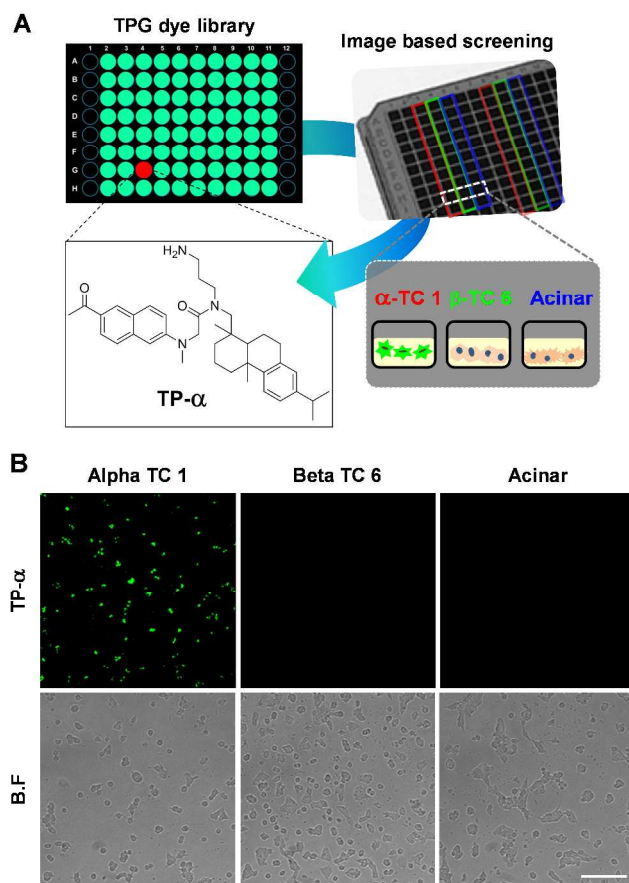 A
TPG dye library
1 2 3 4 5 6 7 8 9 10 11 12
A
B
C
D
E
F
G
H
Image based screening
H₂N
O
O
N
N
TP-α
α-TC 1 β-TC 6 Acinar
B
Alpha TC 1 Beta TC 6 Acinar
TP-α
B.F